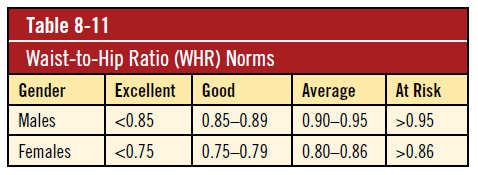 Table 8-11
Waist-to-Hip Ratio (WHR) Norms
Gender Excellent Good Average At Risk
Males <0.85 0.85–0.89 0.90–0.95 >0.95
Females <0.75 0.75–0.79 0.80–0.86 >0.86